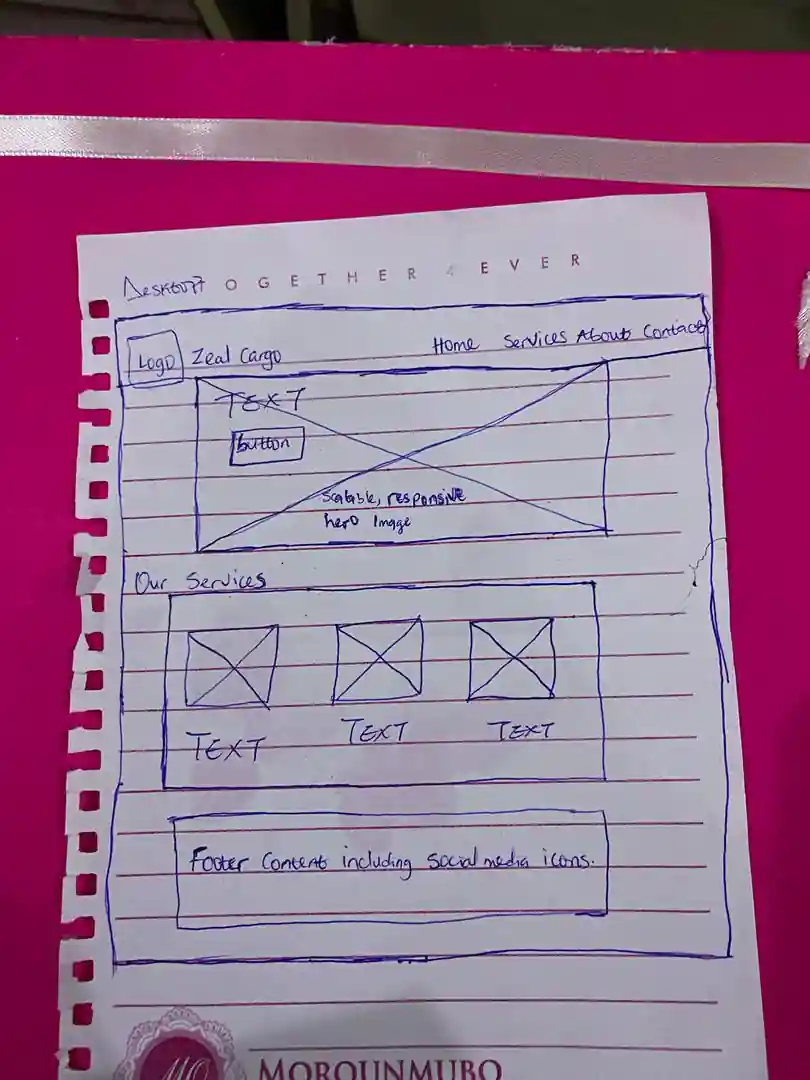 Desktop
OGETHER 4 EVER
Logo Zeal Cargo Home Services About Contact
TEXT
button
Scalable, responsive
hero Image
Our Services
TEXT TEXT TEXT
Footer Content including Social media icons.
MO
MOROUNMUBO